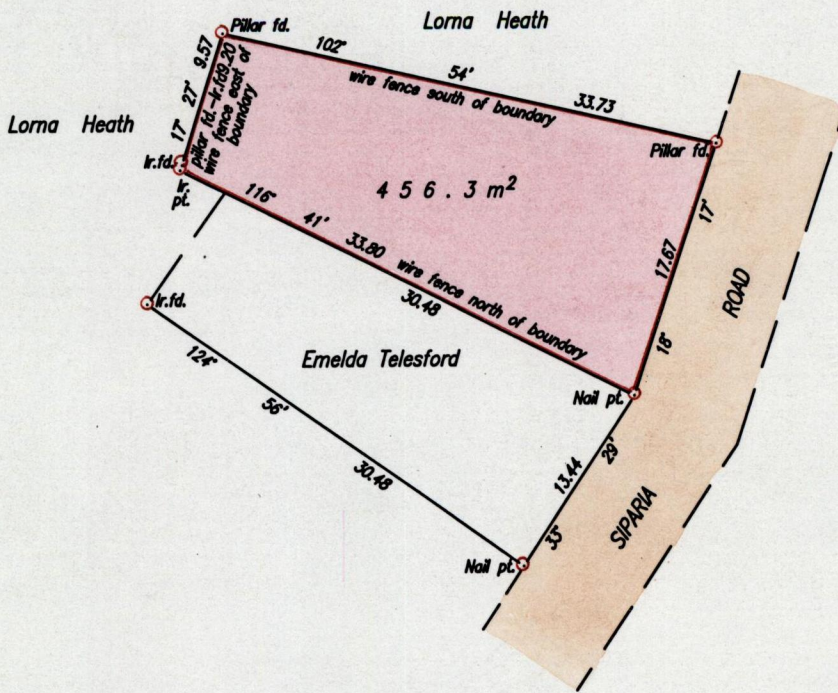 Lorna Heath
Pillar fd.
102°
54'
33.73
wire fence south of boundary
9.57
27'
17°
pillar fd.-Ir.fd9.20
wire fence east of
boundary
Lorna Heath
Ir.fd.
Ir.
pt.
Pillar fd.
456.3 m²
116°
41'
33.80
wire fence north of boundary
30.48
17'
17.67
18°
ROAD
Ir.fd.
Emelda Telesford
Nail pt.
124°
56'
30.48
29'
13.44
33°
SIPARIA
Nail pt.